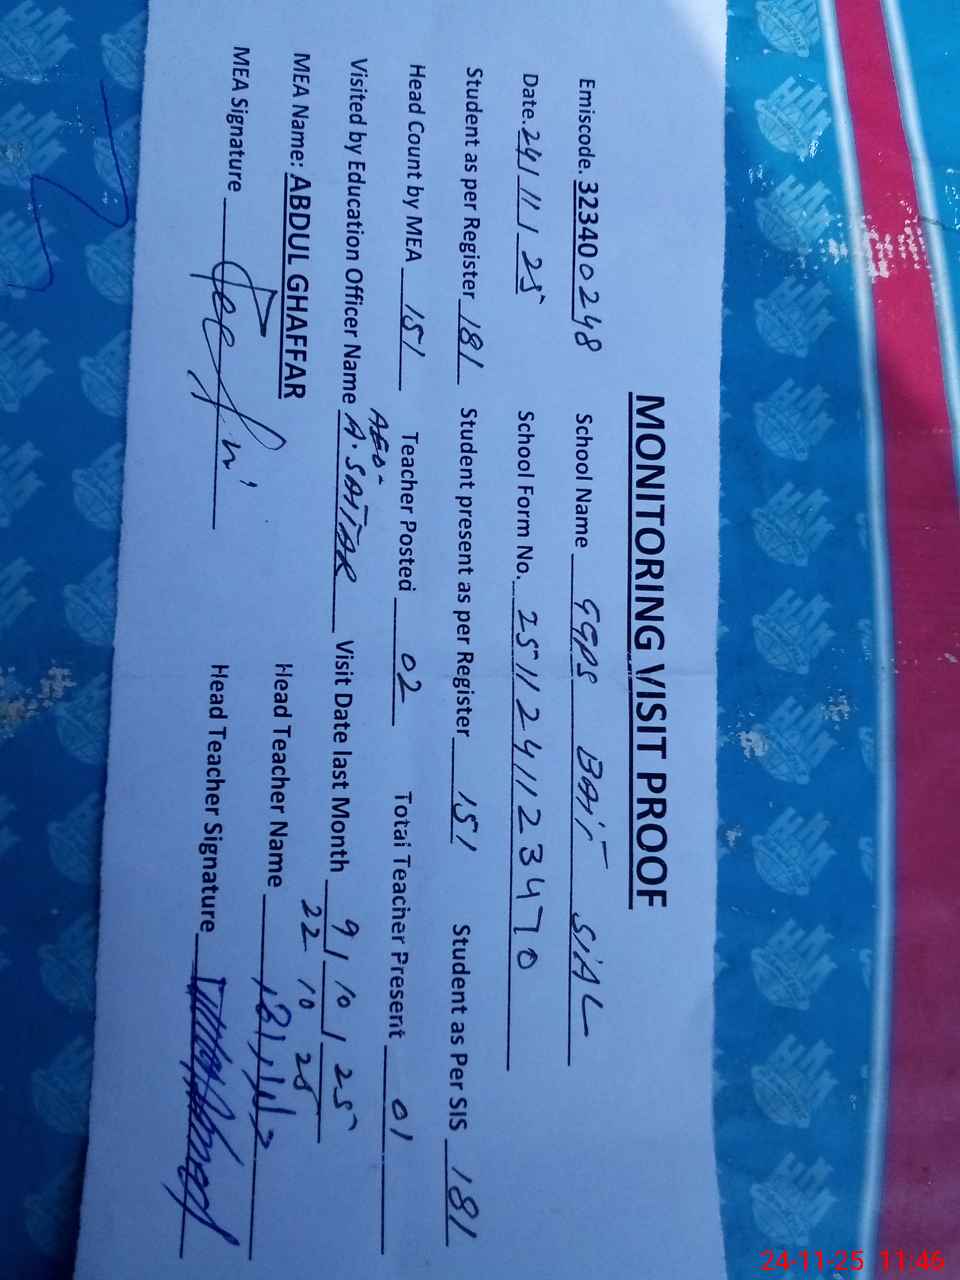 MONITORING VISIT PROOF
Emiscode. 323400248 School Name GGPS BAIT SIAL
Date. 24/11/25 School Form No. 2511241123470
Student as per Register 181 Student present as per Register 151 Student as Per SIS 181
Head Count by MEA 151 Teacher Posted 02 Total Teacher Present 01
AEO-
Visited by Education Officer Name A. SATTAR Visit Date last Month 9/10/25
22 10 25
MEA Name: ABDUL GHAFFAR Head Teacher Name
MEA Signature Head Teacher Signature
24-11-25 11:46